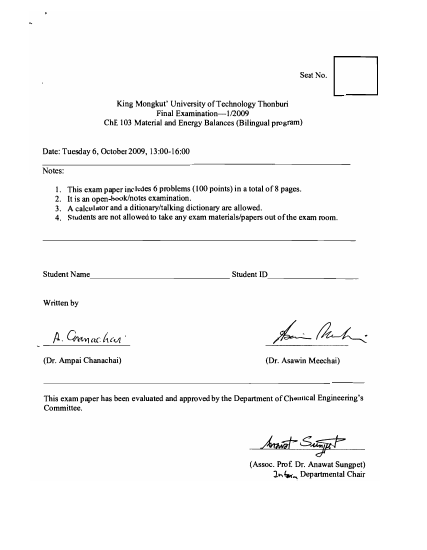 Seat No.
King Mongkut' University of Technology Thonburi
Final Examination—1/2009
ChE 103 Material and Energy Balances (Bilingual program)
Date: Tuesday 6, October 2009, 13:00-16:00
Notes:
1. This exam paper includes 6 problems (100 points) in a total of 8 pages.
2. It is an open-book/notes examination.
3. A calculator and a ditionary/talking dictionary are allowed.
4. Students are not allowed to take any exam materials/papers out of the exam room.
Student Name Student ID
Written by
A. Chanachai
(Dr. Ampai Chanachai) (Dr. Asawin Meechai)
This exam paper has been evaluated and approved by the Department of Chemical Engineering's
Committee.
Anawat Sungpet
(Assoc. Prof. Dr. Anawat Sungpet)
Departmental Chair